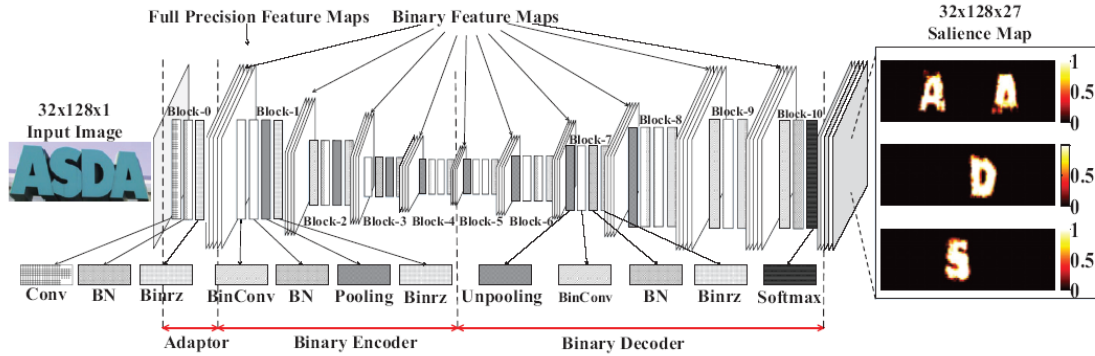 Full Precision Feature Maps
Binary Feature Maps
32x128x27
Salience Map
32x128x1
Input Image
ASDA
Block-0
Block-1
Block-2
Block-3
Block-4
Block-5
Block-6
Block-7
Block-8
Block-9
Block-10
A A
1
0.5
0
D
1
0.5
0
S
1
0.5
0
Conv
BN
Binrz
BinConv
BN
Pooling
Binrz
Unpooling
BinConv
BN
Binrz
Softmax
Adaptor
Binary Encoder
Binary Decoder